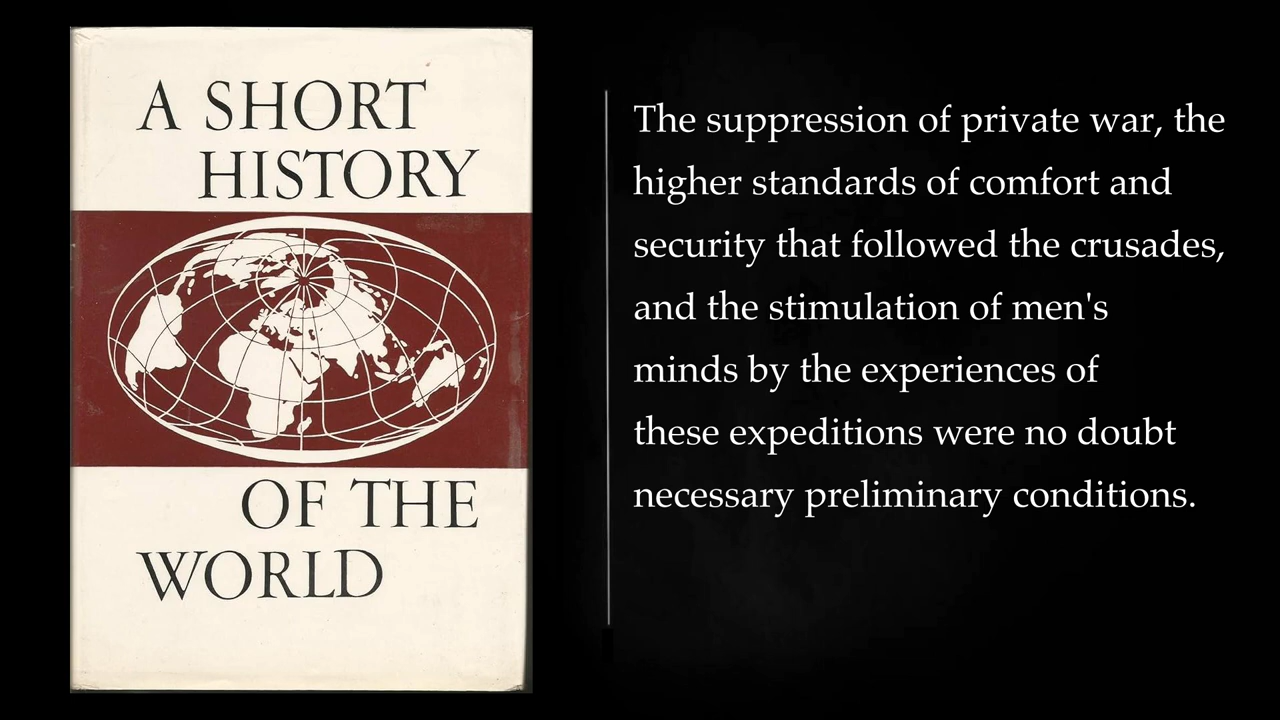 A SHORT
HISTORY
OF THE
WORLD
The suppression of private war, the
higher standards of comfort and
security that followed the crusades,
and the stimulation of men's
minds by the experiences of
these expeditions were no doubt
necessary preliminary conditions.